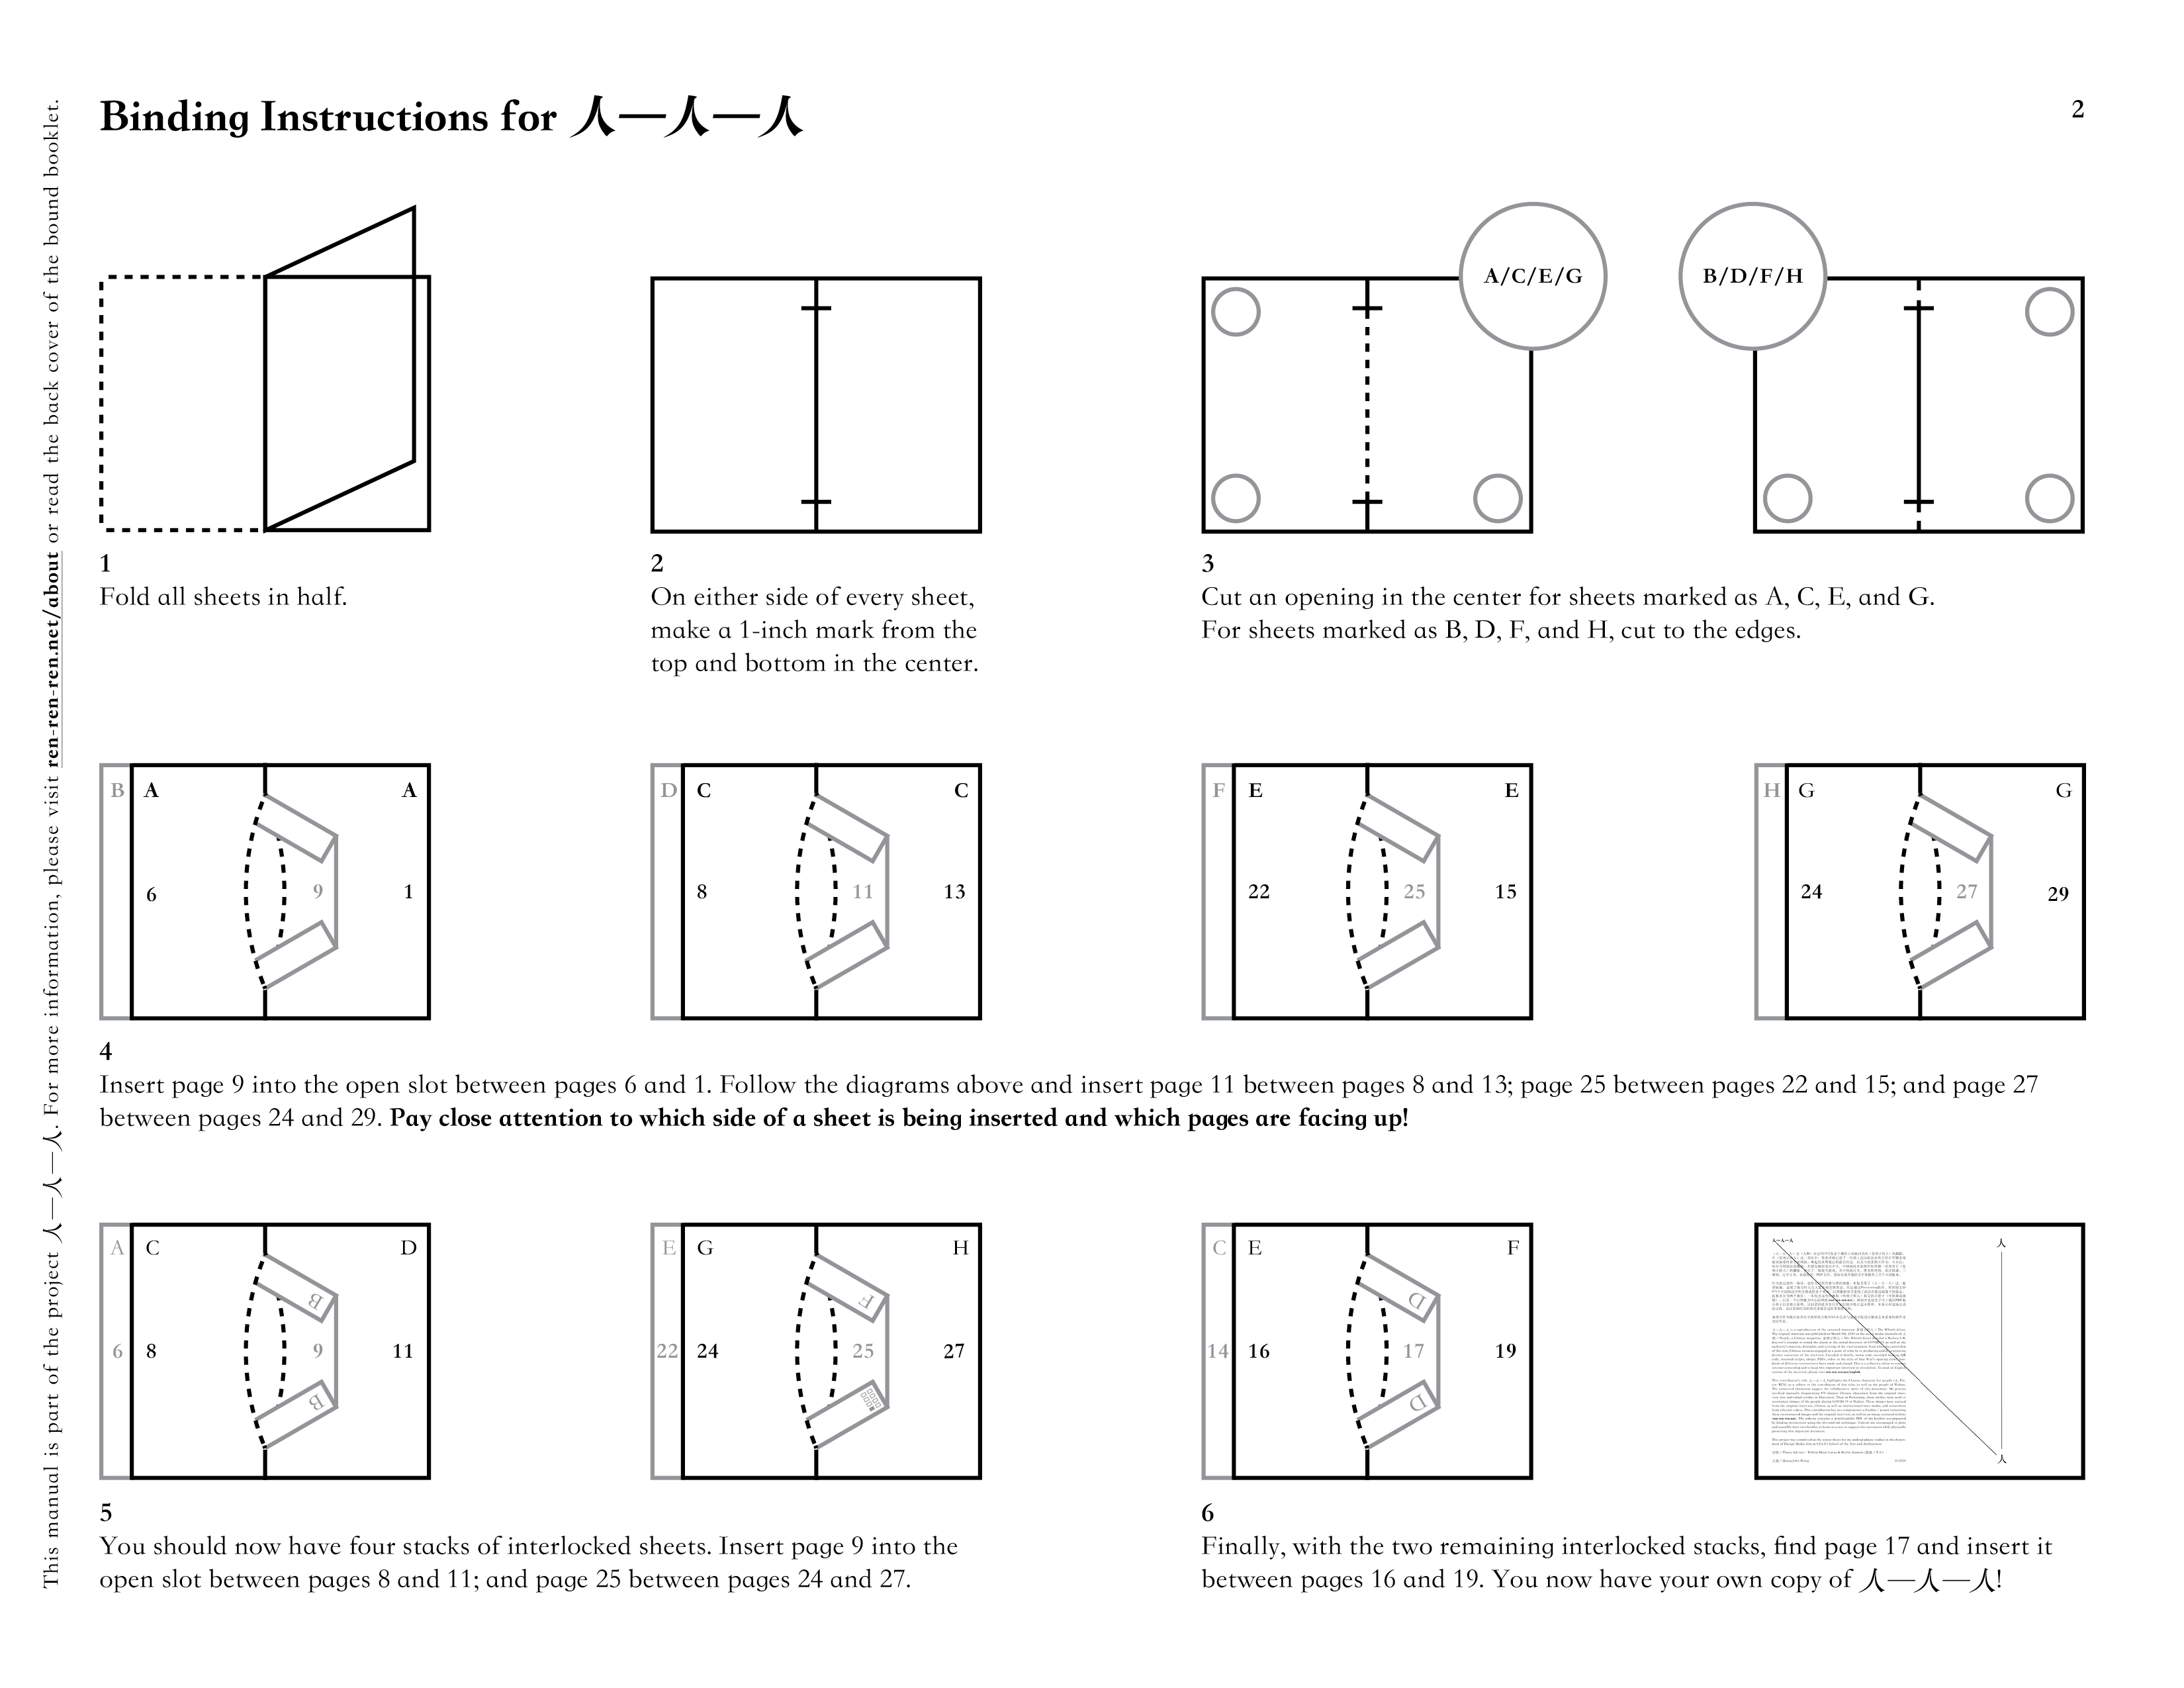 Binding Instructions for 人—人—人
2
This manual is part of the project 人—人—人. For more information, please visit ren-ren-ren.net/about or read the back cover of the bound booklet.
A/C/E/G
B/D/F/H
1
Fold all sheets in half.
2
On either side of every sheet,
make a 1-inch mark from the
top and bottom in the center.
3
Cut an opening in the center for sheets marked as A, C, E, and G.
For sheets marked as B, D, F, and H, cut to the edges.
B A A
6 9 1
D C C
8 11 13
F E E
22 25 15
H G G
24 27 29
4
Insert page 9 into the open slot between pages 6 and 1. Follow the diagrams above and insert page 11 between pages 8 and 13; page 25 between pages 22 and 15; and page 27
between pages 24 and 29. Pay close attention to which side of a sheet is being inserted and which pages are facing up!
A C D
B
6 8 9 11
B
E G H
F
22 24 25 27
C E F
D
14 16 17 19
D
人—人—人
人
人
5
You should now have four stacks of interlocked sheets. Insert page 9 into the
open slot between pages 8 and 11; and page 25 between pages 24 and 27.
6
Finally, with the two remaining interlocked stacks, find page 17 and insert it
between pages 16 and 19. You now have your own copy of 人—人—人!